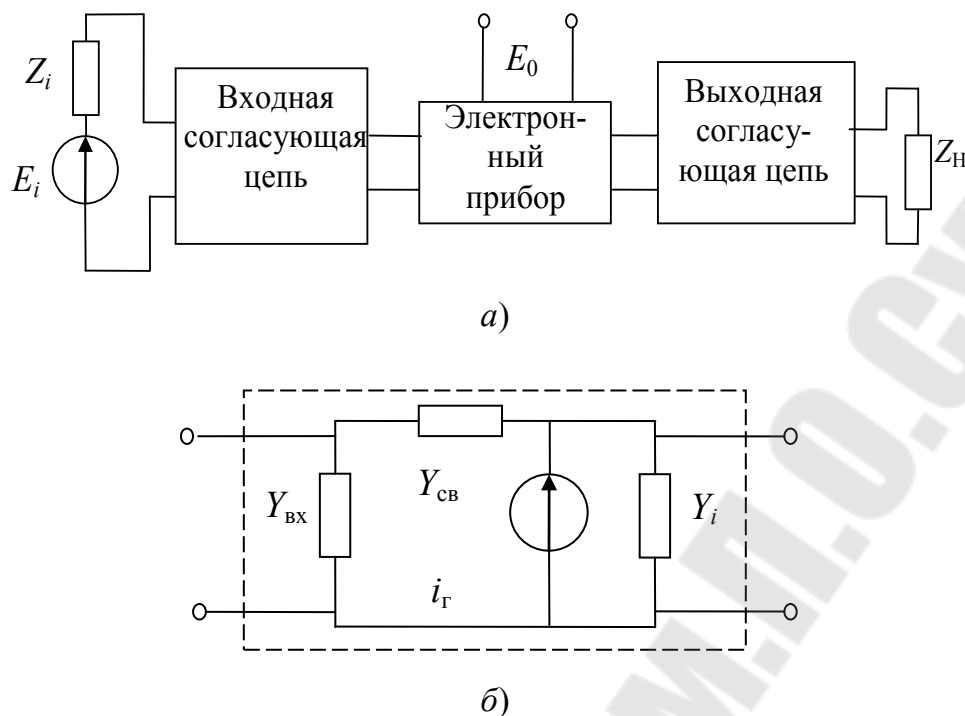 Z_i
E_i
Входная
согласующая
цепь
E_0
Электрон-
ный
прибор
Выходная
согласу-
ющая цепь
Z_Н
а)
Y_вх
Y_св
i_г
Y_i
б)